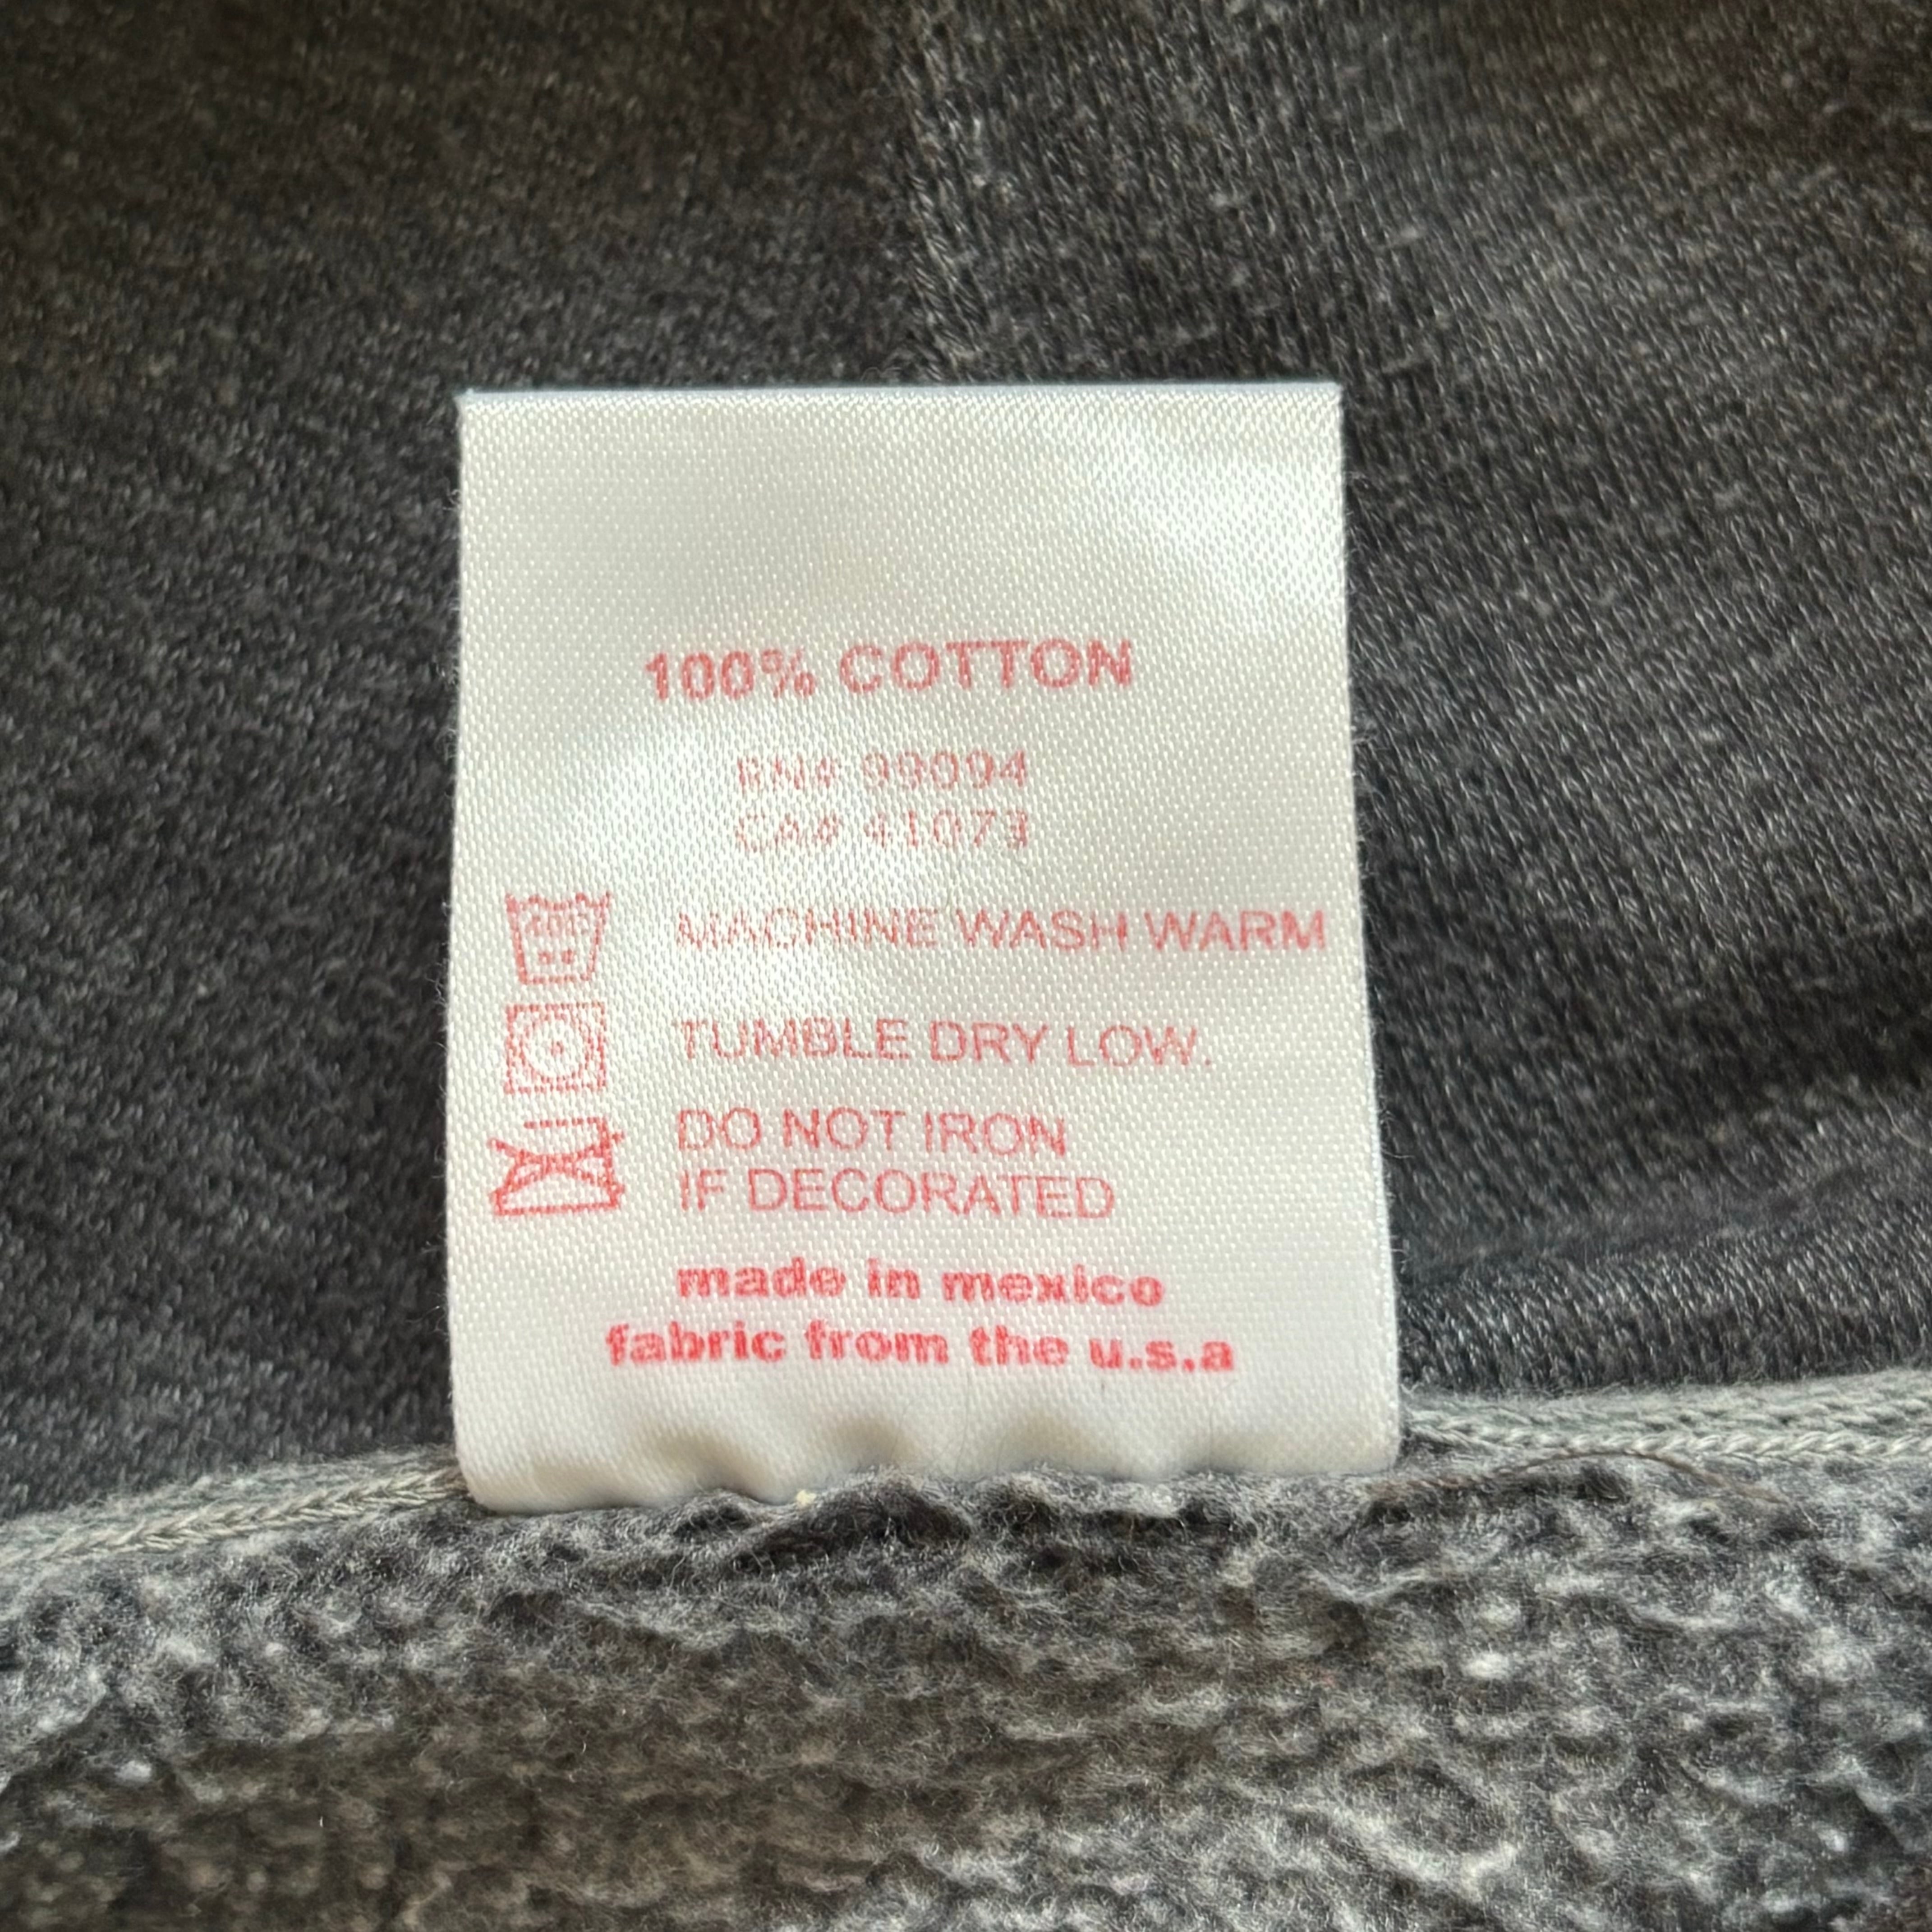 100% COTTON
RN# 99094
CA# 41073
40c
MACHINE WASH WARM
TUMBLE DRY LOW.
DO NOT IRON
IF DECORATED
made in mexico
fabric from the u.s.a